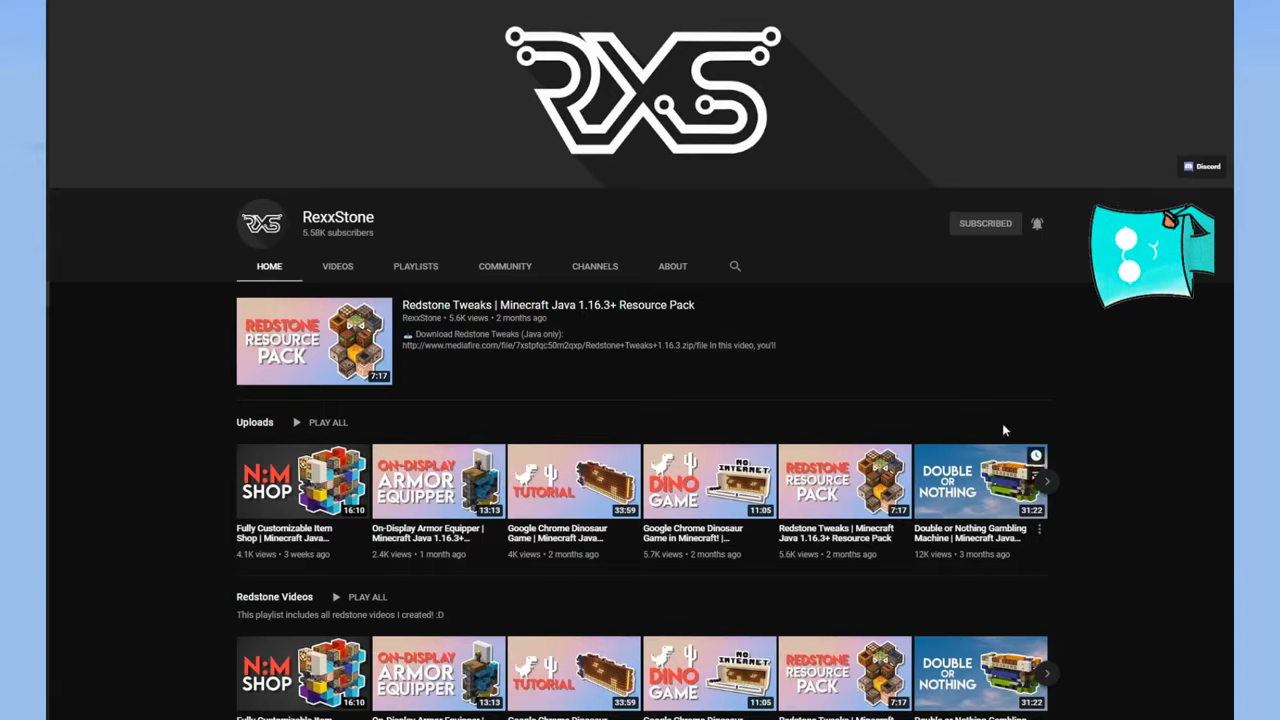 RXS
Discord
RXS
RexxStone
5.58K subscribers
SUBSCRIBED
HOME
VIDEOS
PLAYLISTS
COMMUNITY
CHANNELS
ABOUT
REDSTONE
RESOURCE
PACK
7:17
Redstone Tweaks | Minecraft Java 1.16.3+ Resource Pack
RexxStone • 5.6K views • 2 months ago
Download Redstone Tweaks (Java only):
http://www.mediafire.com/file/7xstpfqc50m2qxp/Redstone+Tweaks+1.16.3.zip/file In this video, you'll
Uploads
PLAY ALL
N:M
SHOP
16:10
Fully Customizable Item
Shop | Minecraft Java...
4.1K views • 3 weeks ago
ON-DISPLAY
ARMOR
EQUIPPER
13:13
On-Display Armor Equipper |
Minecraft Java 1.16.3+...
2.4K views • 1 month ago
TUTORIAL
33:59
Google Chrome Dinosaur
Game | Minecraft Java...
4K views • 2 months ago
NO
INTERNET
DINO
GAME
11:05
Google Chrome Dinosaur
Game in Minecraft! |...
5.7K views • 2 months ago
REDSTONE
RESOURCE
PACK
7:17
Redstone Tweaks | Minecraft
Java 1.16.3+ Resource Pack
5.6K views • 2 months ago
DOUBLE
OR
NOTHING
31:22
Double or Nothing Gambling
Machine | Minecraft Java...
12K views • 3 months ago
Redstone Videos
PLAY ALL
This playlist includes all redstone videos I created! :D
N:M
SHOP
16:10
ON-DISPLAY
ARMOR
EQUIPPER
13:13
TUTORIAL
33:59
NO
INTERNET
DINO
GAME
11:05
REDSTONE
RESOURCE
PACK
7:17
DOUBLE
OR
NOTHING
31:22